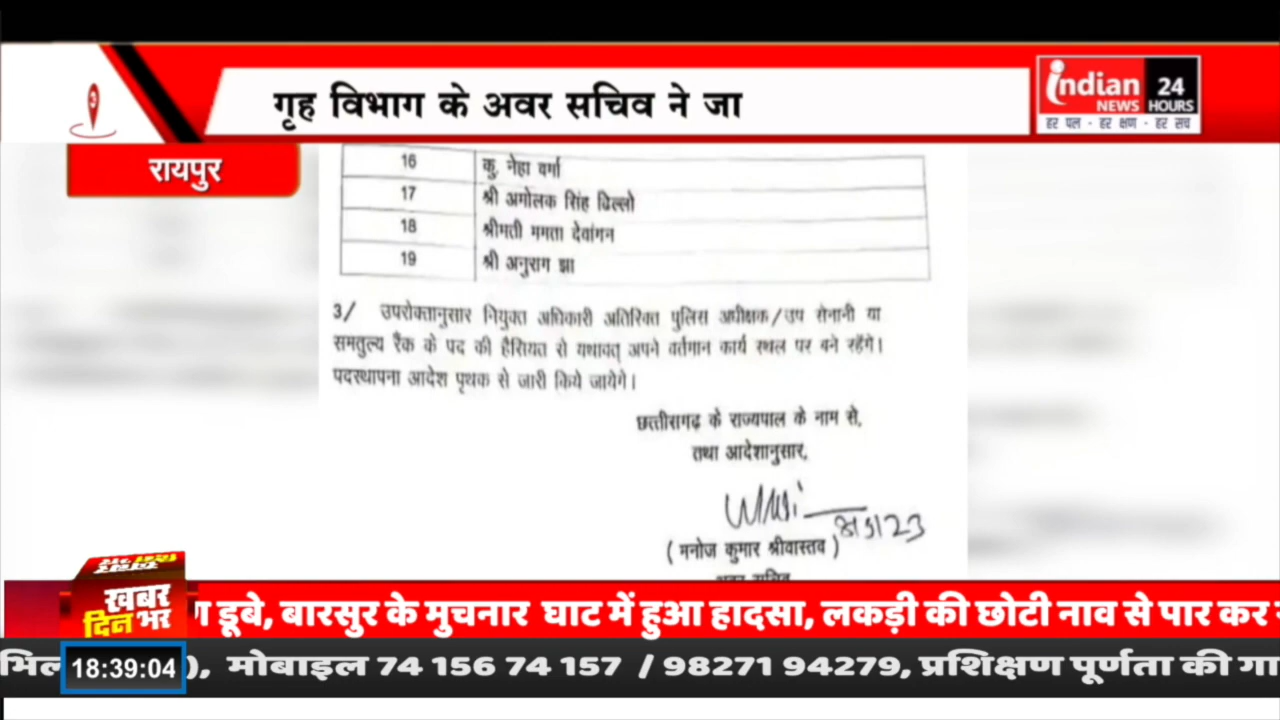 गृह विभाग के अवर सचिव ने जा
indian
NEWS
24
HOURS
हर पल - हर क्षण - हर सच
3
रायपुर
16 कु. नेहा वर्मा
17 श्री अमोलक सिंह ढिल्लो
18 श्रीमती ममता देवांगन
19 श्री अनुराग झा
3/ उपरोक्तानुसार नियुक्त अधिकारी अतिरिक्त पुलिस अधीक्षक/उप सेनानी या
समतुल्य रैंक के पद की हैसियत से यथावत् अपने वर्तमान कार्य स्थल पर बने रहेंगे।
पदस्थापना आदेश पृथक से जारी किये जायेगे।
छत्तीसगढ़ के राज्यपाल के नाम से,
तथा आदेशानुसार,
(मनोज कुमार श्रीवास्तव)
अवर सचिव
खबर
दिन भर
डूबे, बारसुर के मुचनार घाट में हुआ हादसा, लकड़ी की छोटी नाव से पार कर
18:39:04
), मोबाइल 74 156 74 157 / 98271 94279, प्रशिक्षण पूर्णता की गा